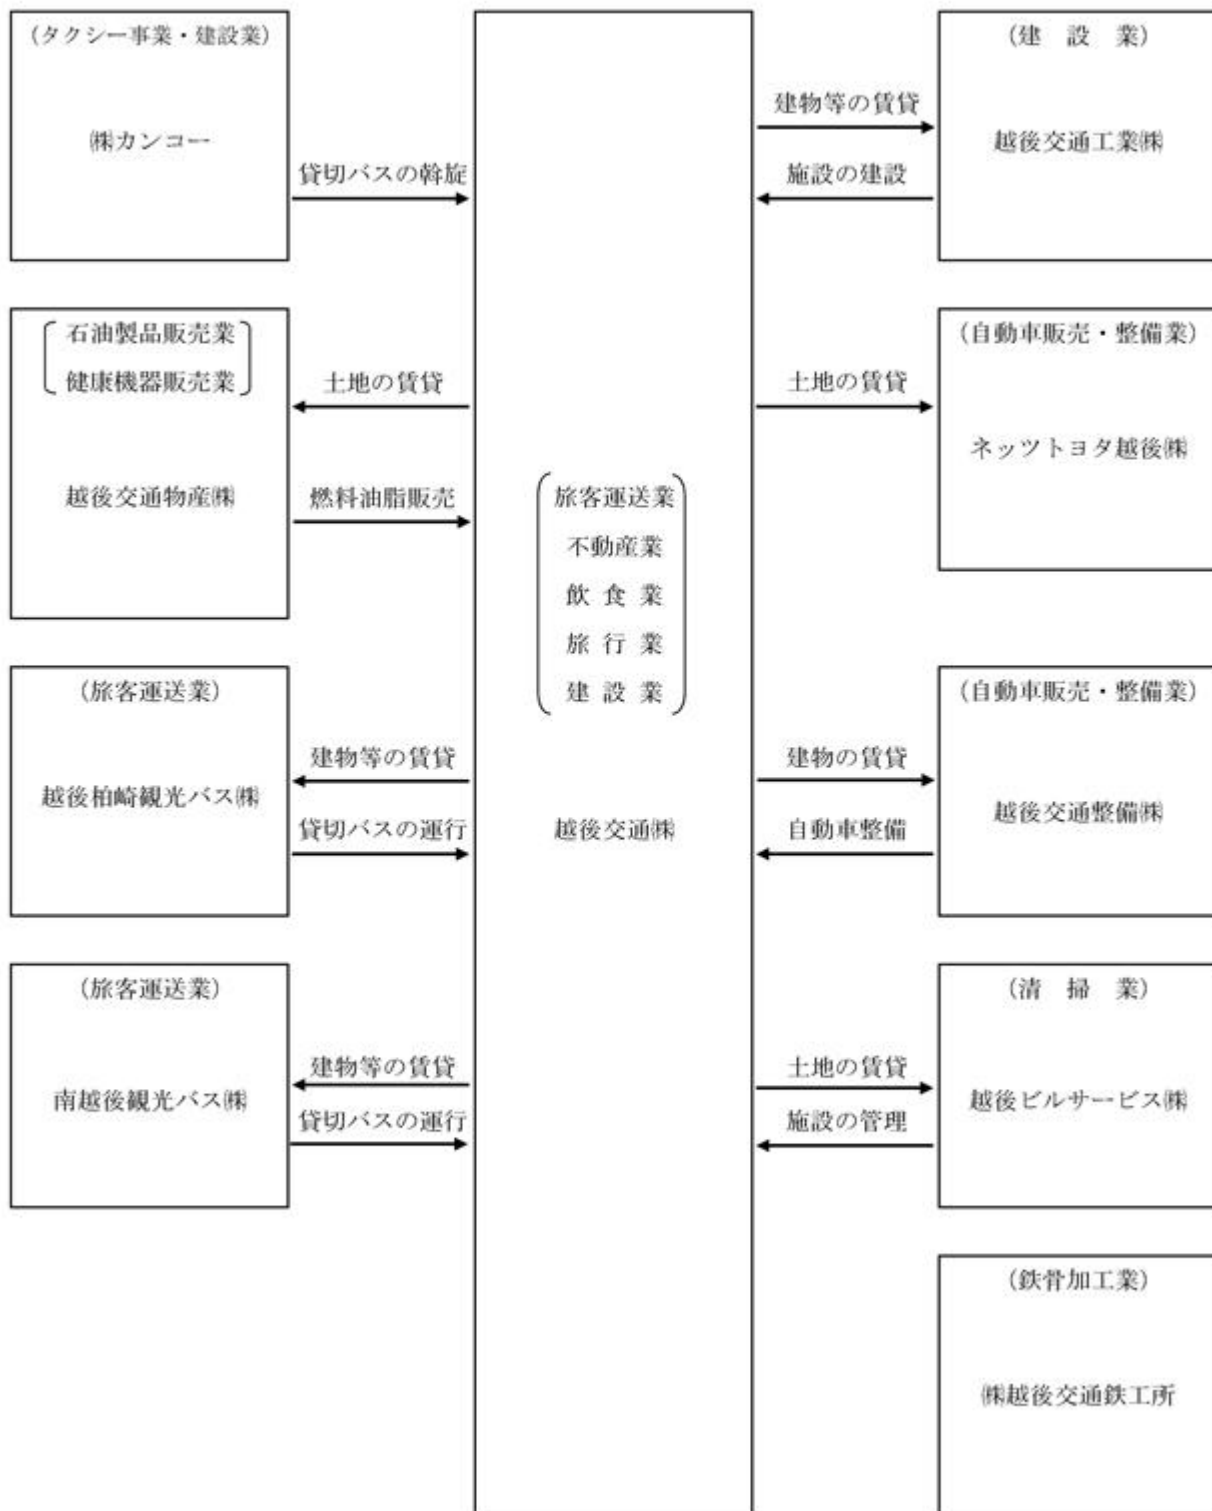 (タクシー事業・建設業)
㈱カンコー
貸切バスの斡旋
石油製品販売業
健康機器販売業
越後交通物産㈱
土地の賃貸
燃料油脂販売
(旅客運送業)
越後柏崎観光バス㈱
建物等の賃貸
貸切バスの運行
(旅客運送業)
南越後観光バス㈱
建物等の賃貸
貸切バスの運行
旅客運送業
不動産業
飲食業
旅行業
建設業
越後交通㈱
建物等の賃貸
施設の建設
(建設業)
越後交通工業㈱
土地の賃貸
(自動車販売・整備業)
ネッツトヨタ越後㈱
建物の賃貸
自動車整備
(自動車販売・整備業)
越後交通整備㈱
土地の賃貸
施設の管理
(清掃業)
越後ビルサービス㈱
(鉄骨加工業)
㈱越後交通鉄工所